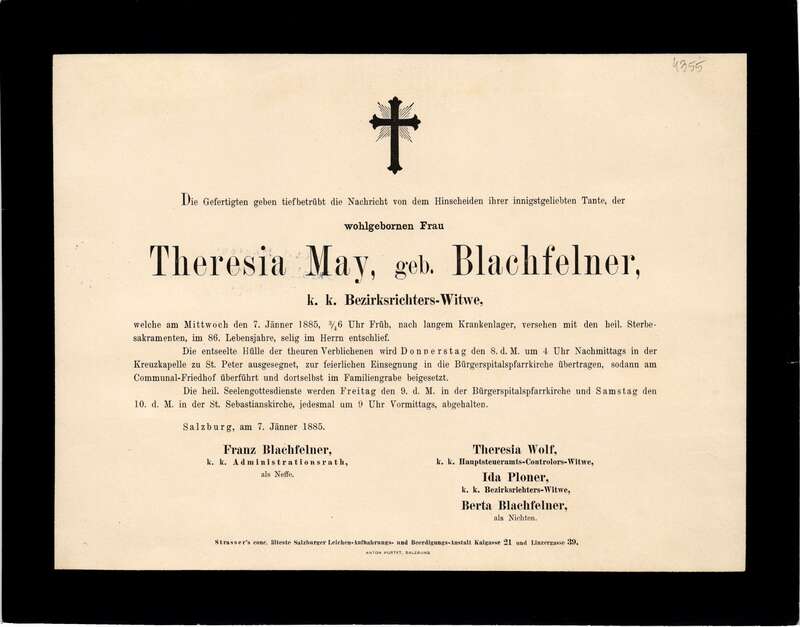 4355
Die Gefertigten geben tiefbetrübt die Nachricht von dem Hinscheiden ihrer innigstgeliebten Tante, der
wohlgebornen Frau
Theresia May, geb. Blachfelner,
k. k. Bezirksrichters-Witwe,
welche am Mittwoch den 7. Jänner 1885, ¾6 Uhr Früh, nach langem Krankenlager, versehen mit den heil. Sterbe-
sakramenten, im 86. Lebensjahre, selig im Herrn entschlief.
Die entseelte Hülle der theuren Verblichenen wird Donnerstag den 8. d. M. um 4 Uhr Nachmittags in der
Kreuzkapelle zu St. Peter ausgesegnet, zur feierlichen Einsegnung in die Bürgerspitalspfarrkirche übertragen, sodann am
Communal-Friedhof überführt und dortselbst im Familiengrabe beigesetzt.
Die heil. Seelengottesdienste werden Freitag den 9. d. M. in der Bürgerspitalspfarrkirche und Samstag den
10. d. M. in der St. Sebastianskirche, jedesmal um 9 Uhr Vormittags, abgehalten.
Salzburg, am 7. Jänner 1885.
Franz Blachfelner,
k. k. Administrationsrath,
als Neffe.
Theresia Wolf,
k. k. Hauptsteueramts-Controlors-Witwe,
Ida Ploner,
k. k. Bezirksrichters-Witwe,
Berta Blachfelner,
als Nichten.
Strasser's conc. älteste Salzburger Leichen-Aufbahrungs- und Beerdigungs-Anstalt Kaigasse 21 und Linzergasse 39.
ANTON PUSTET, SALZBURG